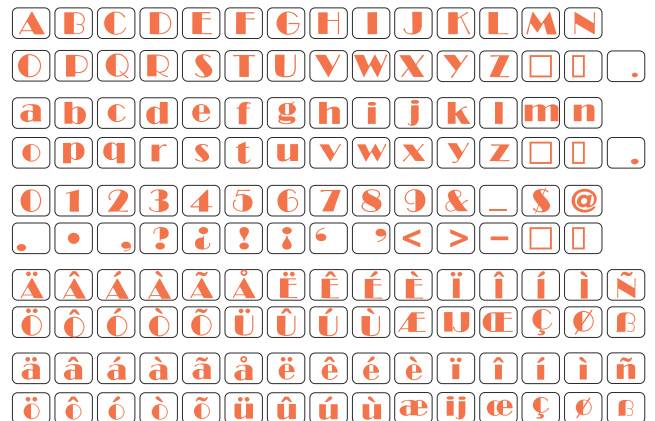 A B C D E F G H I J K L M N
O P Q R S T U V W X Y Z □ ▯ .
a b c d e f g h i j k l m n
o p q r s t u v w x y z □ ▯ .
0 1 2 3 4 5 6 7 8 9 & _ $ @
. • , ? ¿ ! ¡ ‘ ’ < > – □ ▯
Ä Â Á À Ã Å Ë Ê É È Ï Î Í Ì Ñ
Ö Ô Ó Ò Õ Ü Û Ú Ù Æ IJ Œ Ç Ø ß
ä â á à ã å ë ê é è ï î í ì ñ
ö ô ó ò õ ü û ú ù æ ij œ ç ø ß